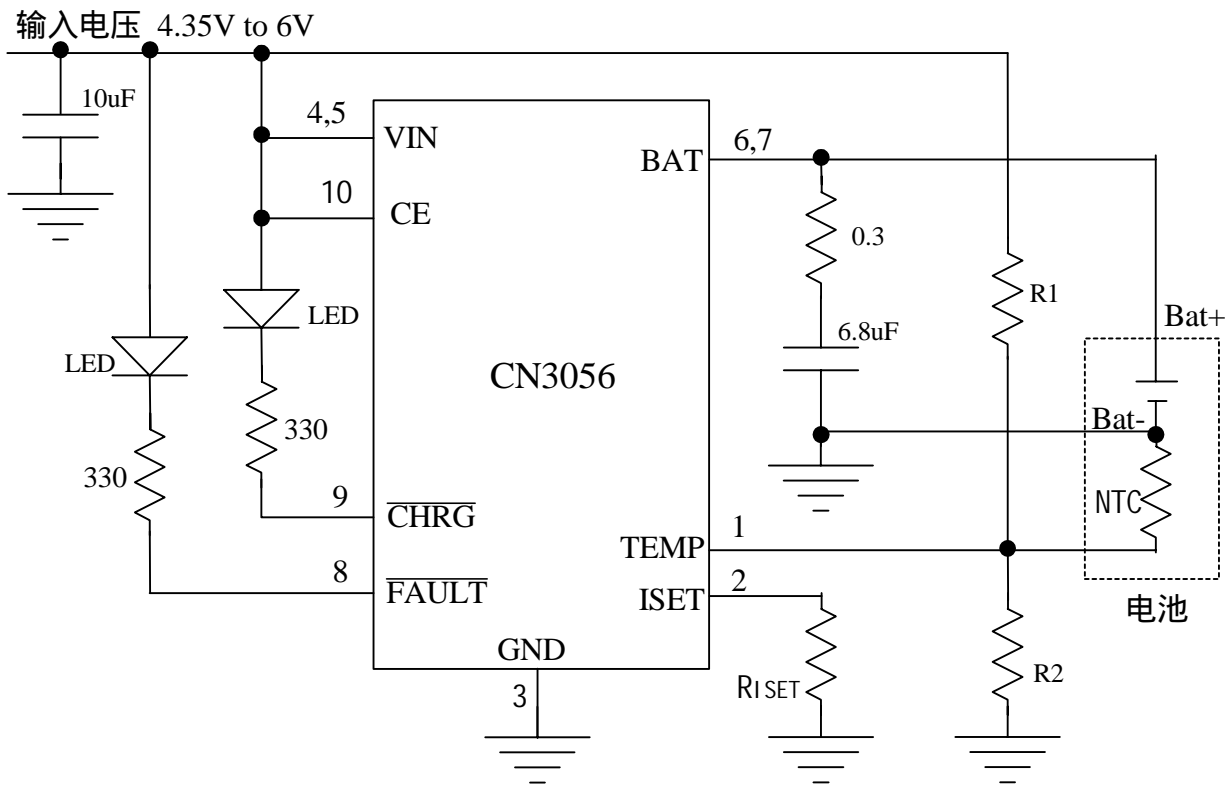 输入电压 4.35V to 6V
10uF
4,5
VIN
6,7
BAT
10
CE
0.3
R1
LED
Bat+
6.8uF
LED
CN3056
Bat-
330
330
NTC
9
CHRG
TEMP
1
8
FAULT
ISET
2
电池
GND
RISET
R2
3